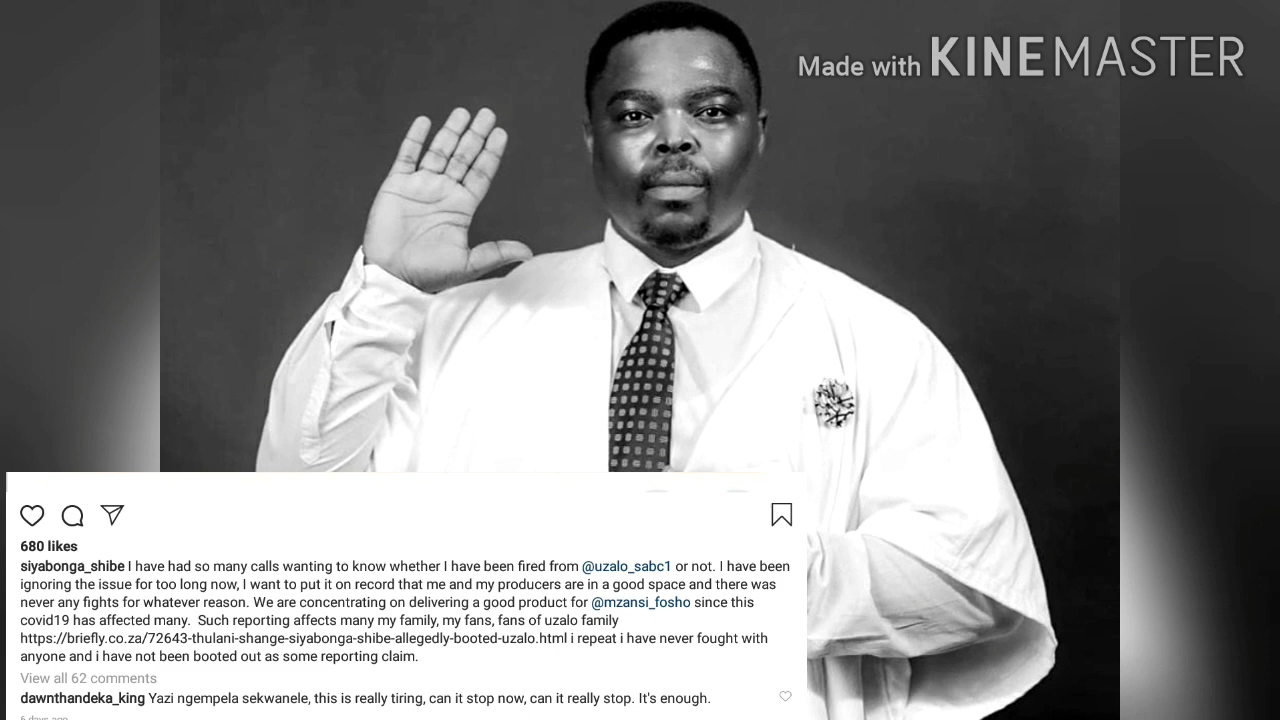 Made with KINEMASTER
680 likes
siyabonga_shibe I have had so many calls wanting to know whether I have been fired from @uzalo_sabc1 or not. I have been
ignoring the issue for too long now, I want to put it on record that me and my producers are in a good space and there was
never any fights for whatever reason. We are concentrating on delivering a good product for @mzansi_fosho since this
covid19 has affected many. Such reporting affects many my family, my fans, fans of uzalo family
https://briefly.co.za/72643-thulani-shange-siyabonga-shibe-allegedly-booted-uzalo.html i repeat i have never fought with
anyone and i have not been booted out as some reporting claim.
View all 62 comments
dawnthandeka_king Yazi ngempela sekwanele, this is really tiring, can it stop now, can it really stop. It's enough.
6 days ago